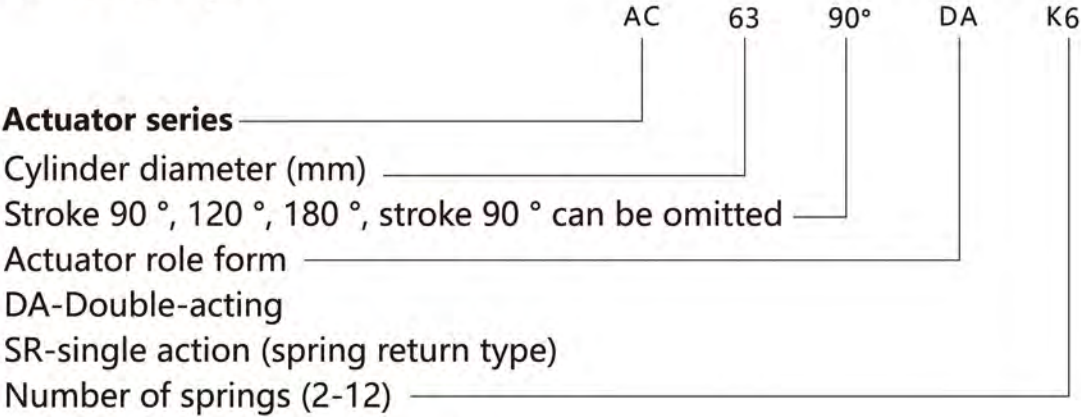 AC 63 90° DA K6
Actuator series
Cylinder diameter (mm)
Stroke 90 °, 120 °, 180 °, stroke 90 ° can be omitted
Actuator role form
DA-Double-acting
SR-single action (spring return type)
Number of springs (2-12)